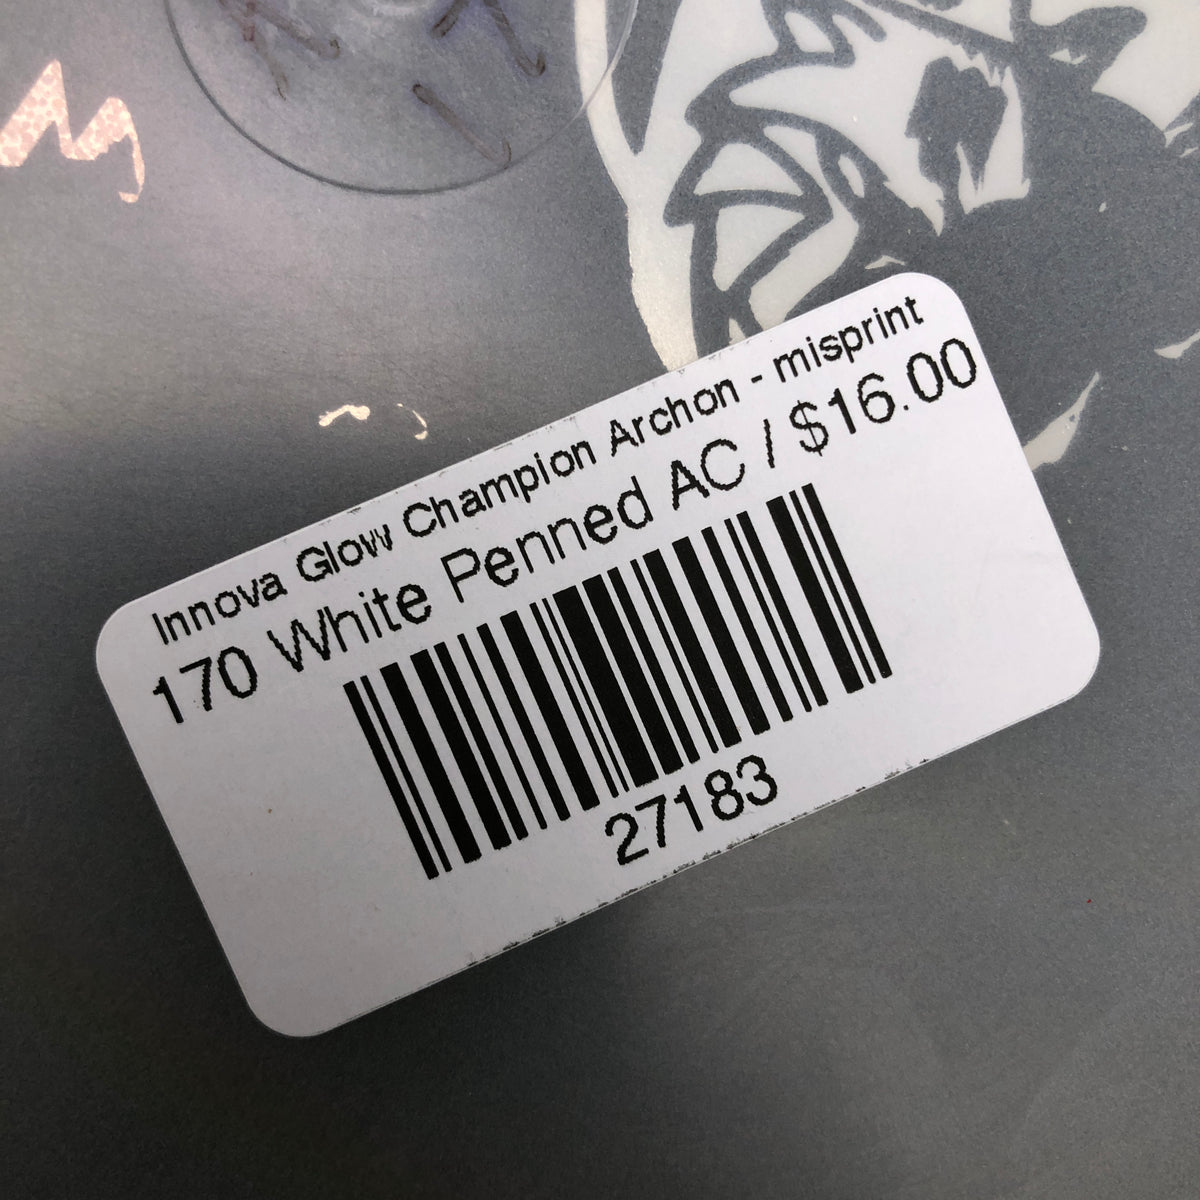 Innova Glow Champion Archon - misprint
170 White Penned AC / $16.00
27183